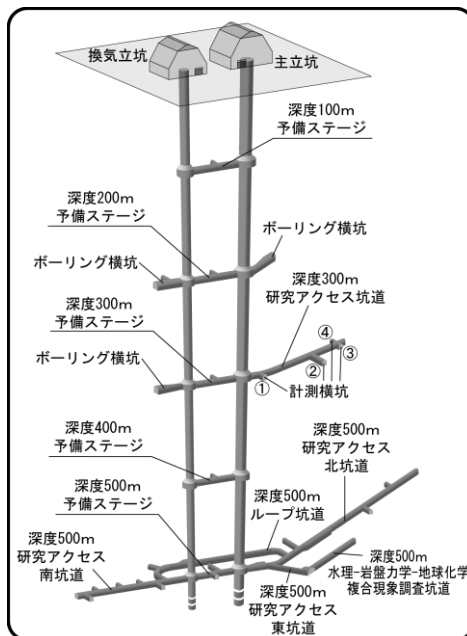 換気立坑
主立坑
深度100m
予備ステージ
深度200m
予備ステージ
ボーリング横坑
ボーリング横坑
深度300m
研究アクセス坑道
深度300m
予備ステージ
④
③
②
①
計測横坑
ボーリング横坑
深度400m
予備ステージ
深度500m
研究アクセス
北坑道
深度500m
予備ステージ
深度500m
ループ坑道
深度500m
研究アクセス
南坑道
深度500m
水理-岩盤力学-地球化学
複合現象調査坑道
深度500m
研究アクセス
東坑道